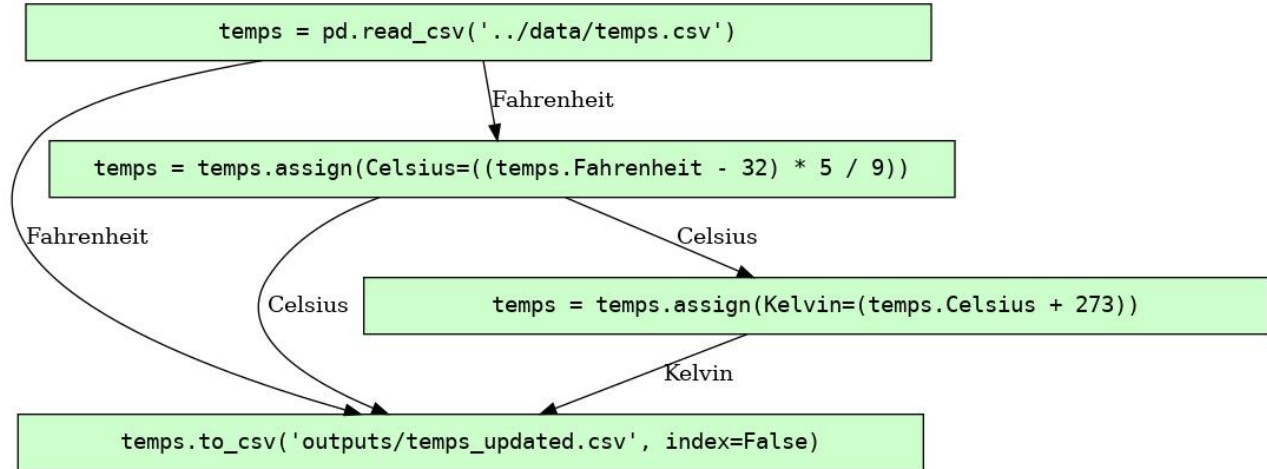 temps = pd.read_csv('../data/temps.csv')
Fahrenheit
temps = temps.assign(Celsius=((temps.Fahrenheit - 32) * 5 / 9))
Fahrenheit
Celsius
Celsius
temps = temps.assign(Kelvin=(temps.Celsius + 273))
Kelvin
temps.to_csv('outputs/temps_updated.csv', index=False)